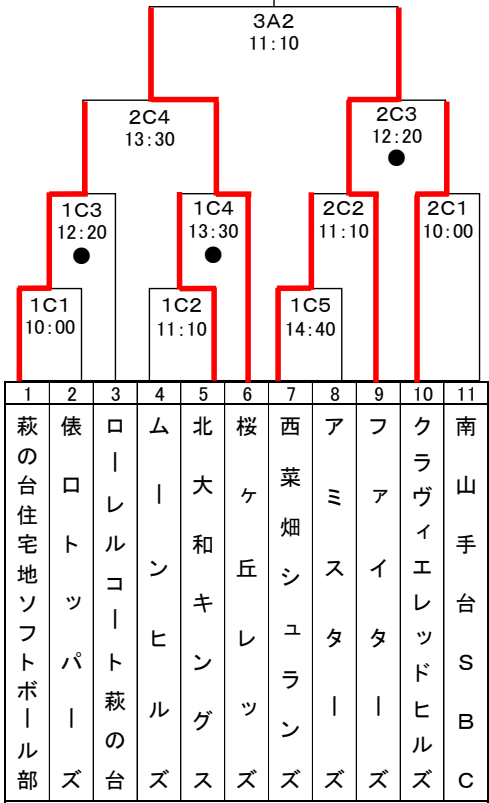 3A2
11:10
2C4
13:30
2C3
12:20
●
1C3
12:20
●
1C4
13:30
●
2C2
11:10
2C1
10:00
1C1
10:00
1C2
11:10
1C5
14:40
1 2 3 4 5 6 7 8 9 10 11
萩の台住宅地ソフトボール部
俵ロトッパーズ
ローレルコート萩の台
ムーンヒルズ
北大和キングス
桜ヶ丘レッズ
西菜畑シュランズ
アミスターズ
ファイターズ
クラヴィエレッドヒルズ
南山手台SBC